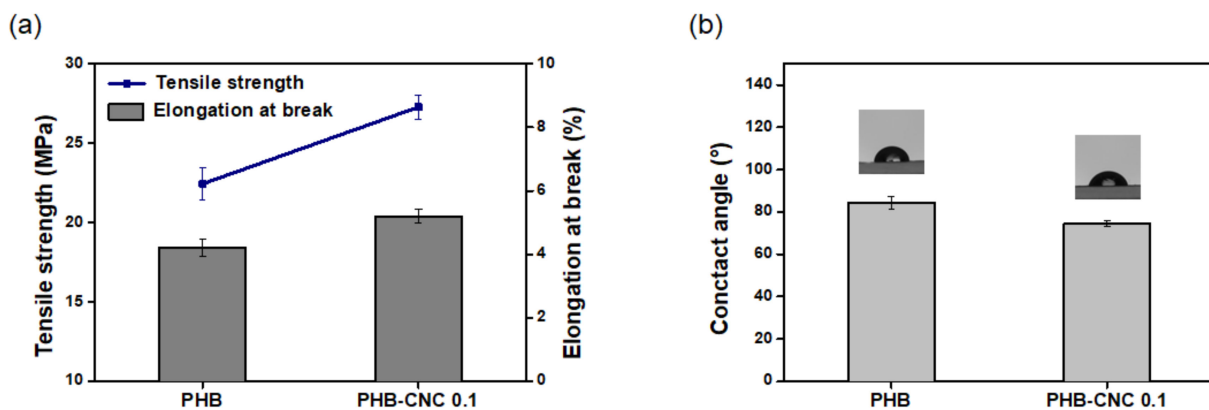 (a)
Tensile strength (MPa)
30
25
20
15
10
Tensile strength
Elongation at break
10
8
6
4
2
0
Elongation at break (%)
PHB
PHB-CNC 0.1
(b)
Conctact angle (°)
140
120
100
80
60
40
20
0
PHB
PHB-CNC 0.1